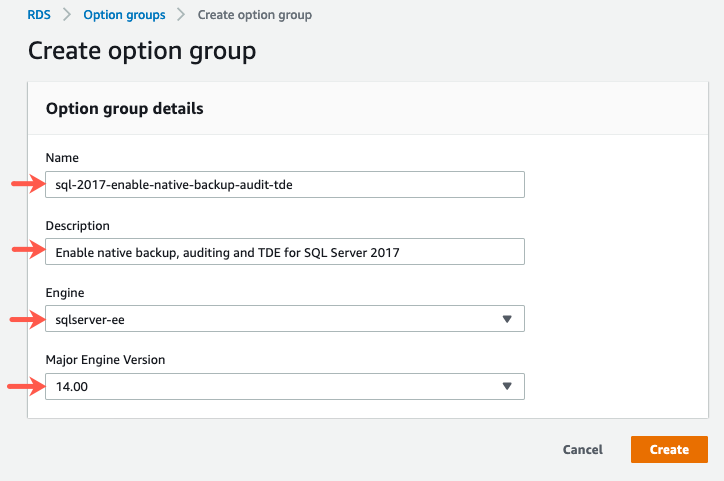 RDS > Option groups > Create option group
Create option group
Option group details
Name
sql-2017-enable-native-backup-audit-tde
Description
Enable native backup, auditing and TDE for SQL Server 2017
Engine
sqlserver-ee
Major Engine Version
14.00
Cancel Create